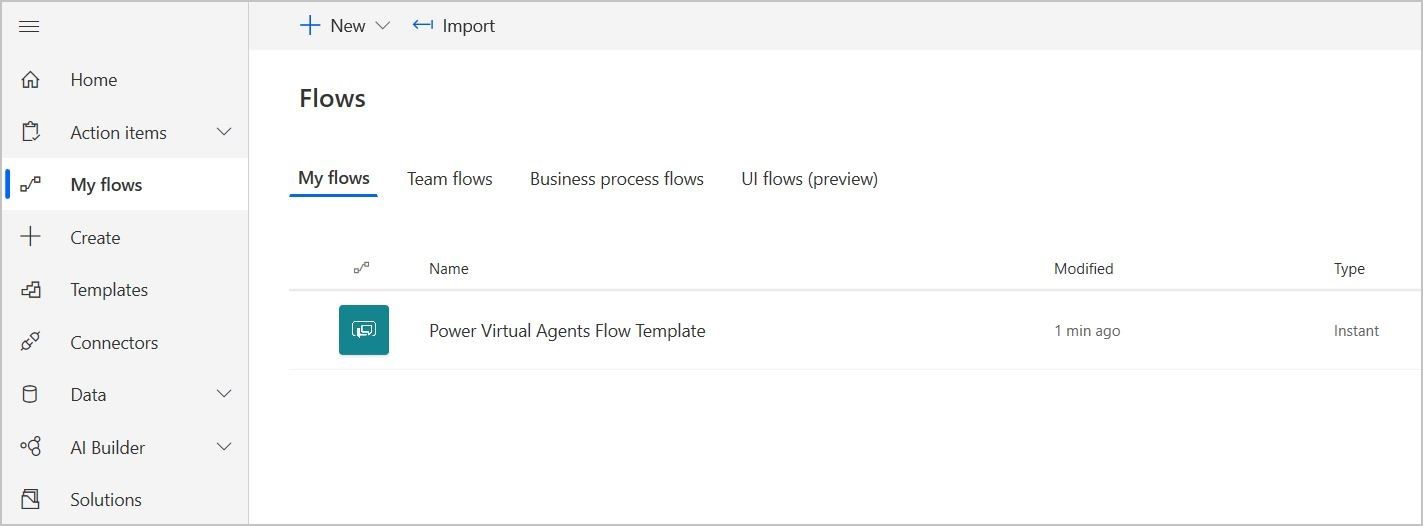 New
Import
Home
Action items
My flows
Create
Templates
Connectors
Data
AI Builder
Solutions
Flows
My flows Team flows Business process flows UI flows (preview)
Name Modified Type
Power Virtual Agents Flow Template 1 min ago Instant